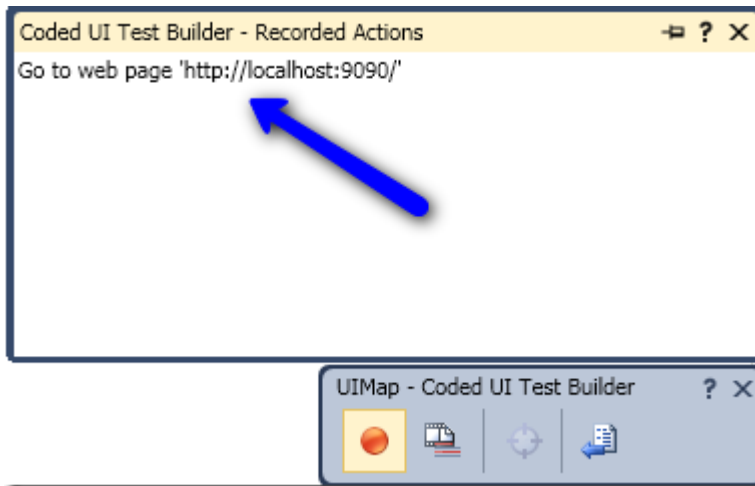 Coded UI Test Builder - Recorded Actions
Go to web page 'http://localhost:9090/'
UIMap - Coded UI Test Builder